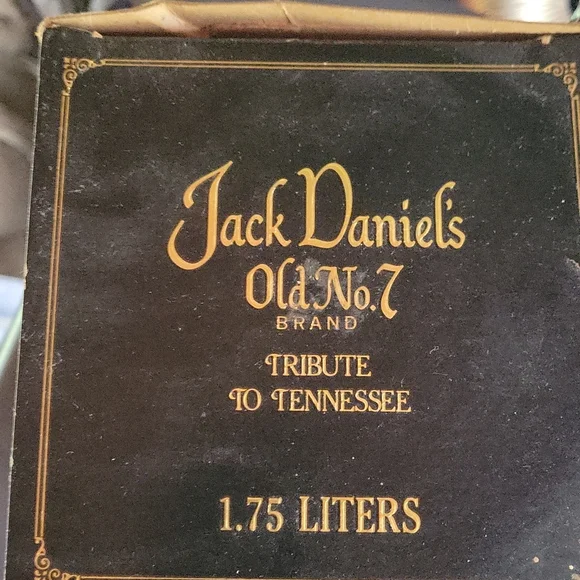 Jack Daniel's
Old No.7
BRAND
TRIBUTE
TO TENNESSEE
1.75 LITERS